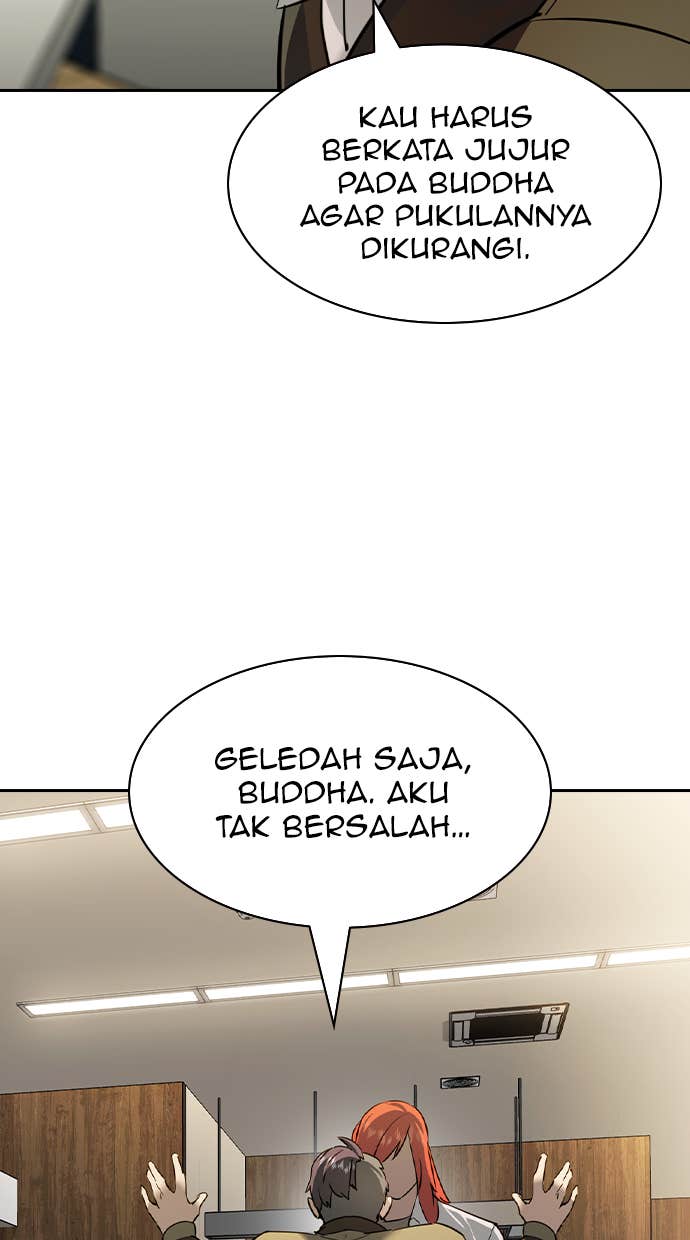 KAU HARUS
BERKATA JUJUR
PADA BUDDHA
AGAR PUKULANNYA
DIKURANGI.
GELEDAH SAJA,
BUDDHA. AKU
TAK BERSALAH...